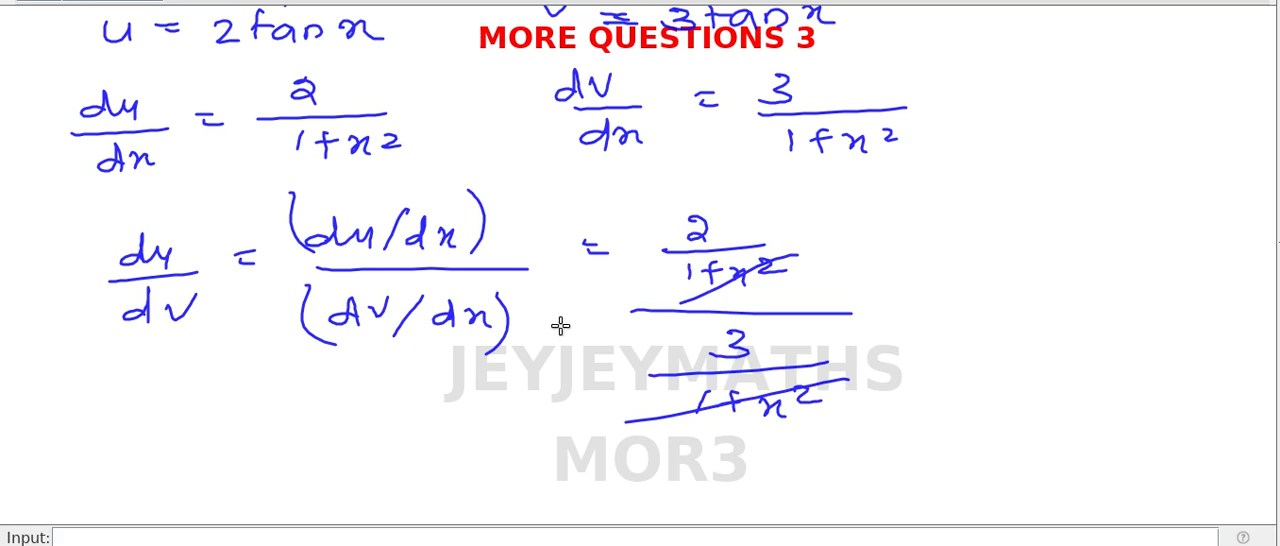 u = 2 tan x v = 3 tan x
MORE QUESTIONS 3
du/dx = 2/(1+x²) dv/dx = 3/(1+x²)
du/dv = (du/dx)/(dv/dx) = (2/(1+x²))/(3/(1+x²))
JEYJEYMATHS
MOR3
Input: